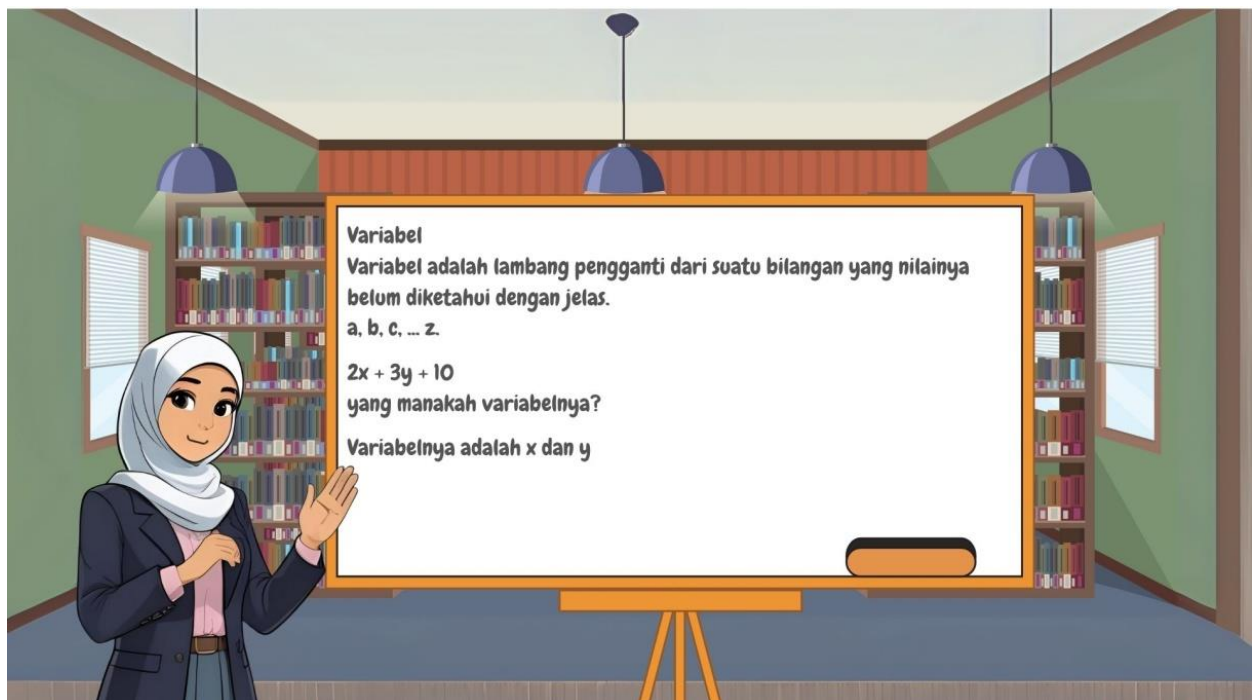 Variabel
Variabel adalah lambang pengganti dari suatu bilangan yang nilainya
belum diketahui dengan jelas.
a, b, c, ... z.
2x + 3y + 10
yang manakah variabelnya?
Variabelnya adalah x dan y